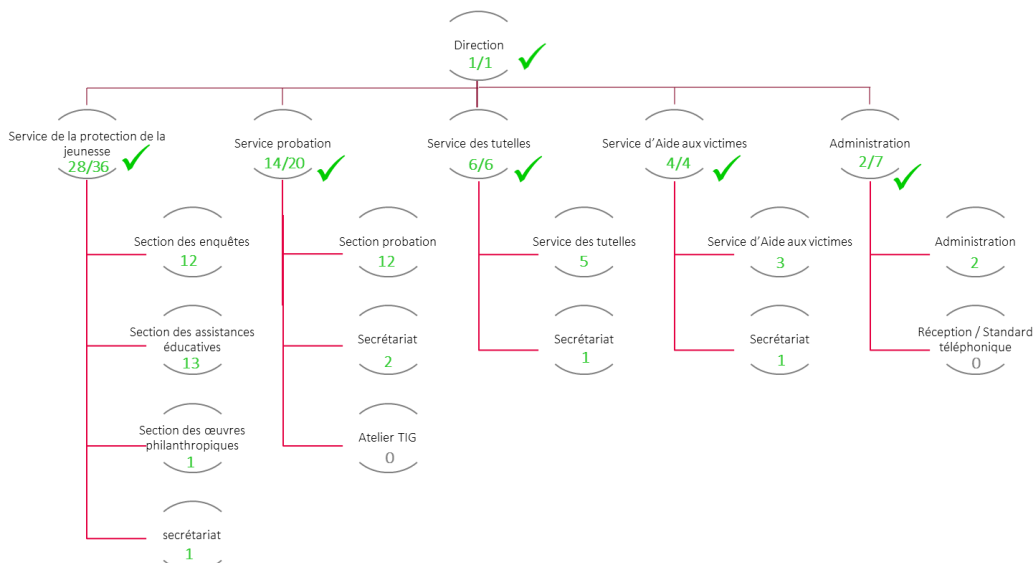 Direction
1/1
Service de la protection de la
jeunesse
28/36
Service probation
14/20
Service des tutelles
6/6
Service d'Aide aux victimes
4/4
Administration
2/7
Section des enquêtes
12
Section probation
12
Service des tutelles
5
Service d'Aide aux victimes
3
Administration
2
Section des assistances
éducatives
13
Secrétariat
2
Secrétariat
1
Secrétariat
1
Réception / Standard
téléphonique
0
Section des œuvres
philanthropiques
1
Atelier TIG
0
secrétariat
1